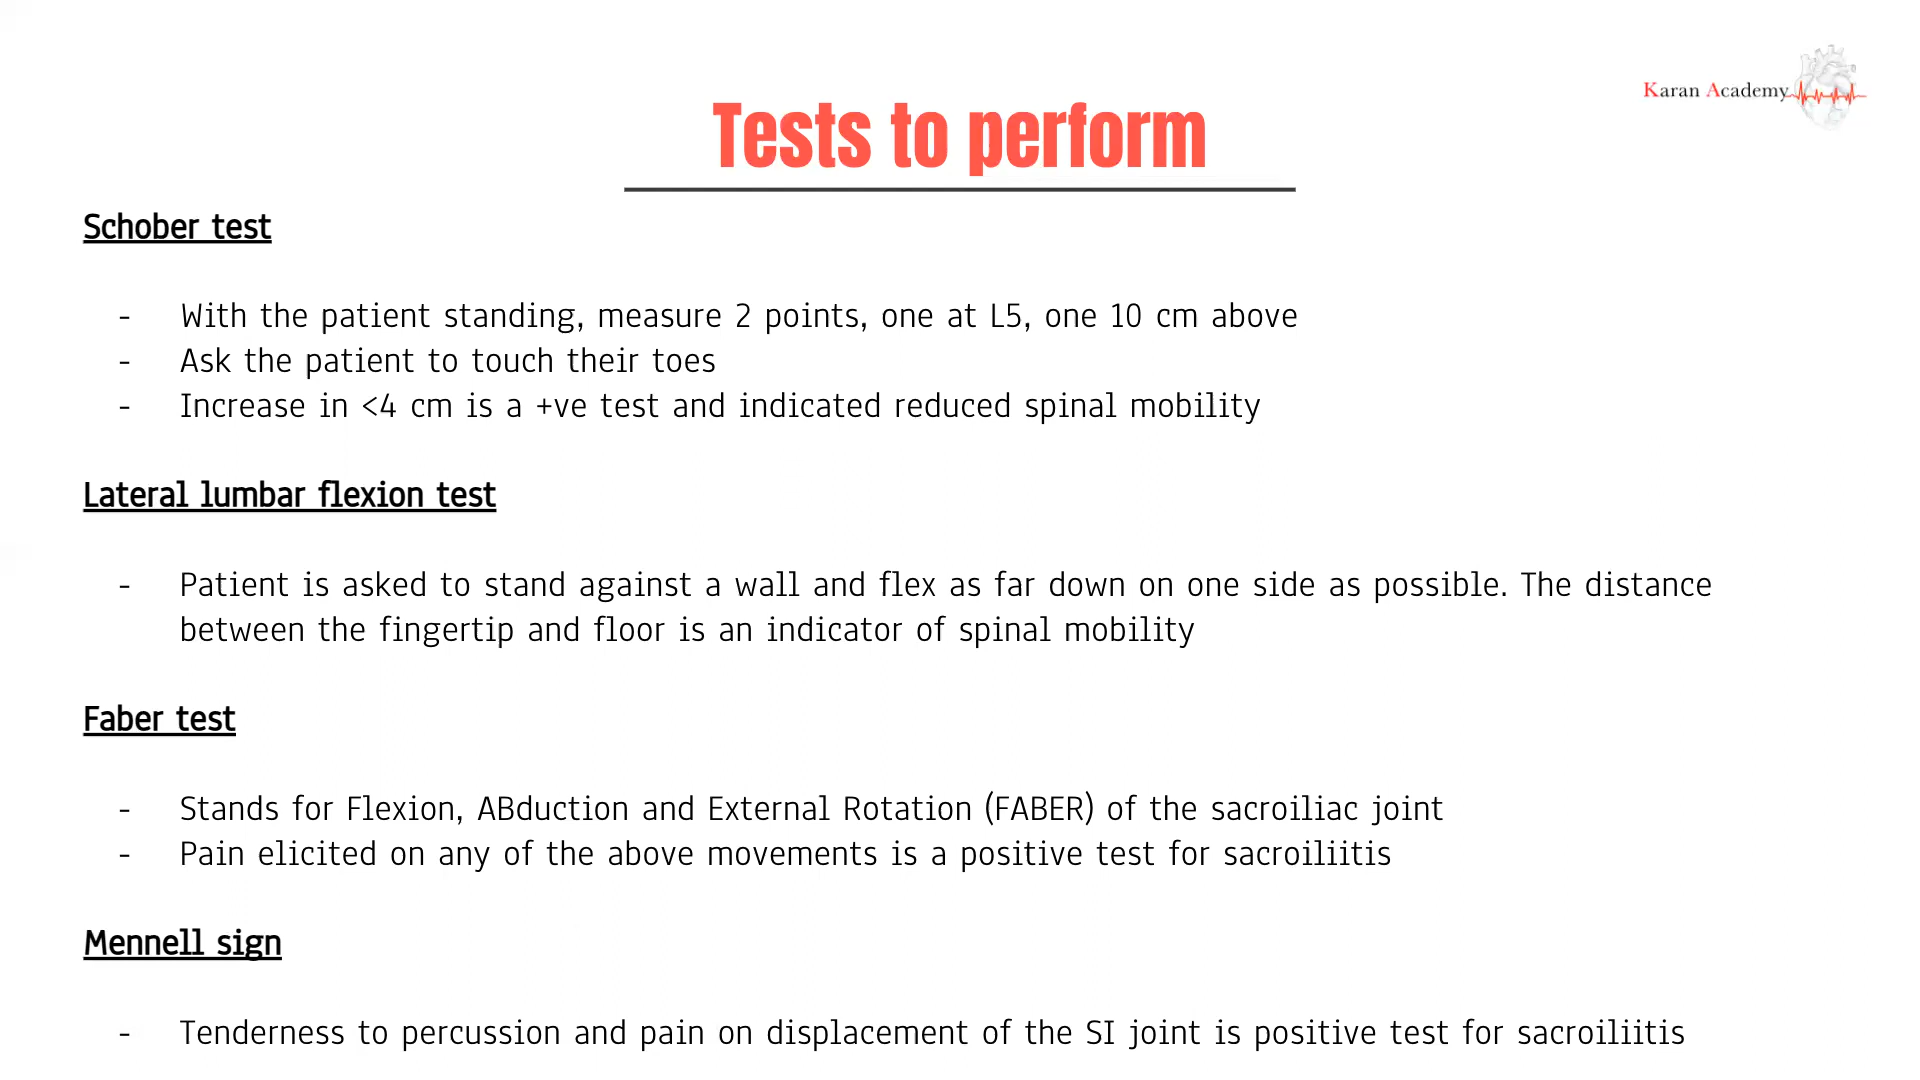 Karan Academy
Tests to perform
Schober test
- With the patient standing, measure 2 points, one at L5, one 10 cm above
- Ask the patient to touch their toes
- Increase in <4 cm is a +ve test and indicated reduced spinal mobility
Lateral lumbar flexion test
- Patient is asked to stand against a wall and flex as far down on one side as possible. The distance
between the fingertip and floor is an indicator of spinal mobility
Faber test
- Stands for Flexion, ABduction and External Rotation (FABER) of the sacroiliac joint
- Pain elicited on any of the above movements is a positive test for sacroiliitis
Mennell sign
- Tenderness to percussion and pain on displacement of the SI joint is positive test for sacroiliitis